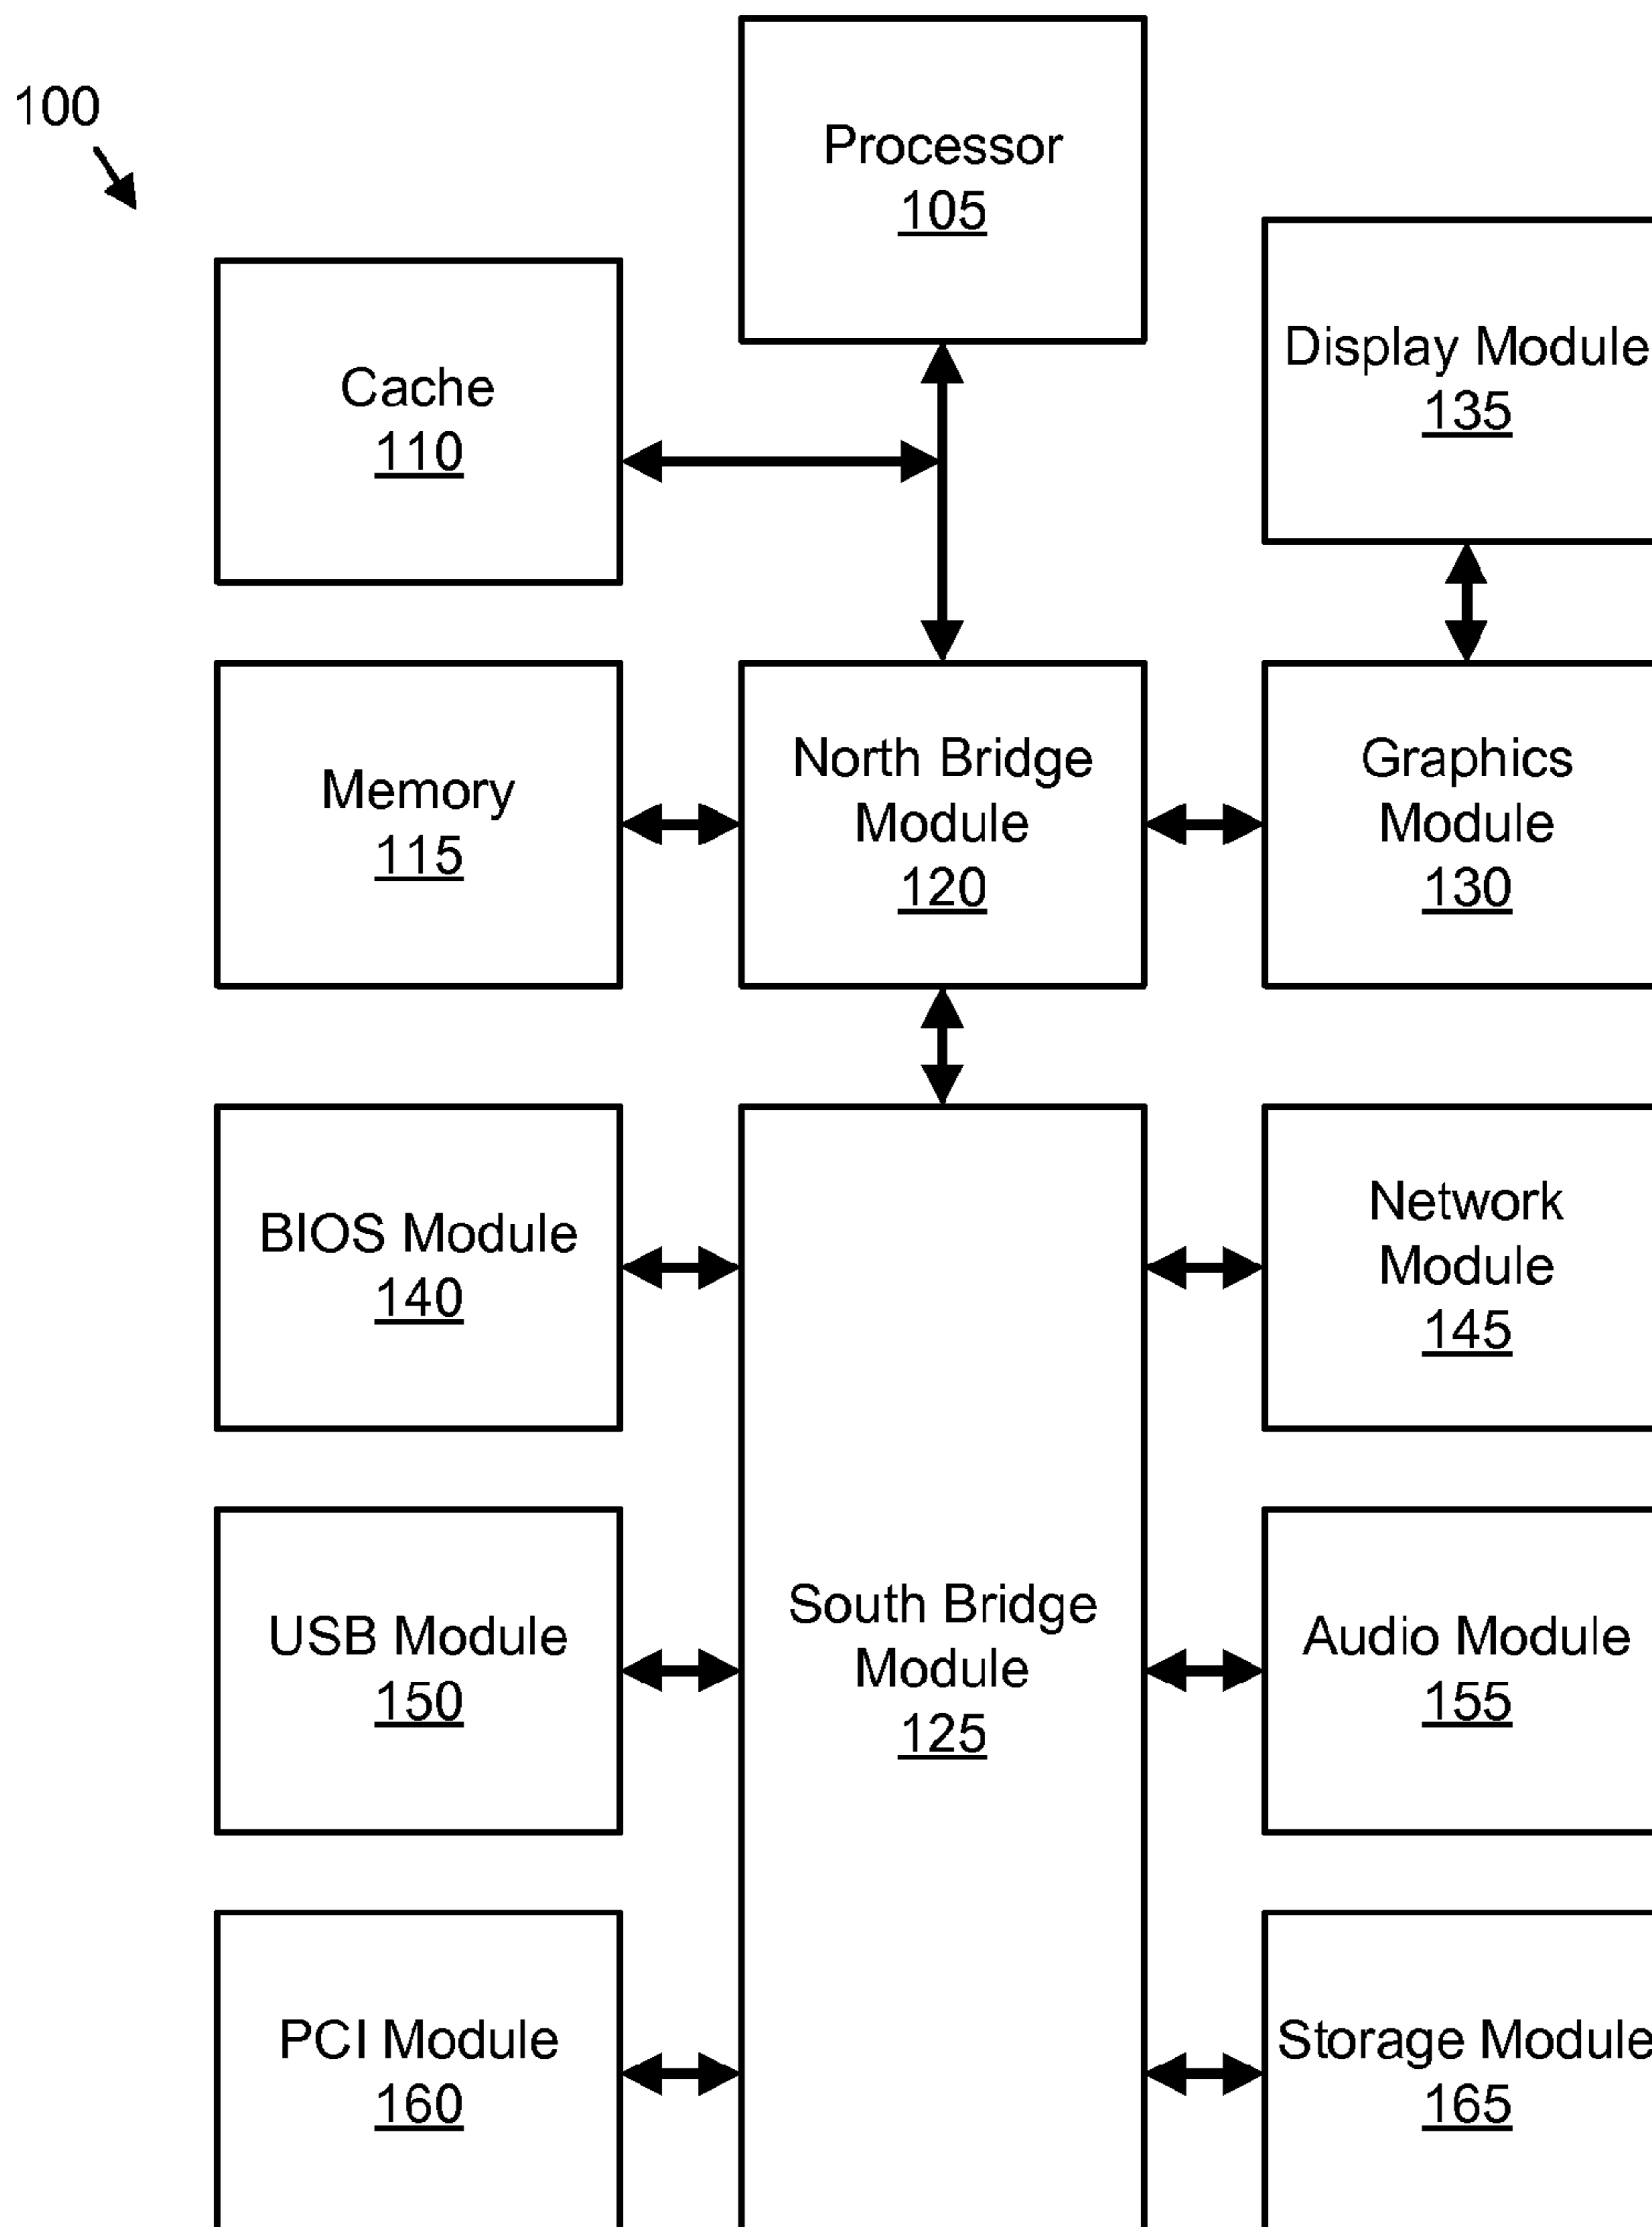 100
Processor
105
Cache
110
Display Module
135
Memory
115
North Bridge
Module
120
Graphics
Module
130
BIOS Module
140
Network
Module
145
USB Module
150
South Bridge
Module
125
Audio Module
155
PCI Module
160
Storage Module
165